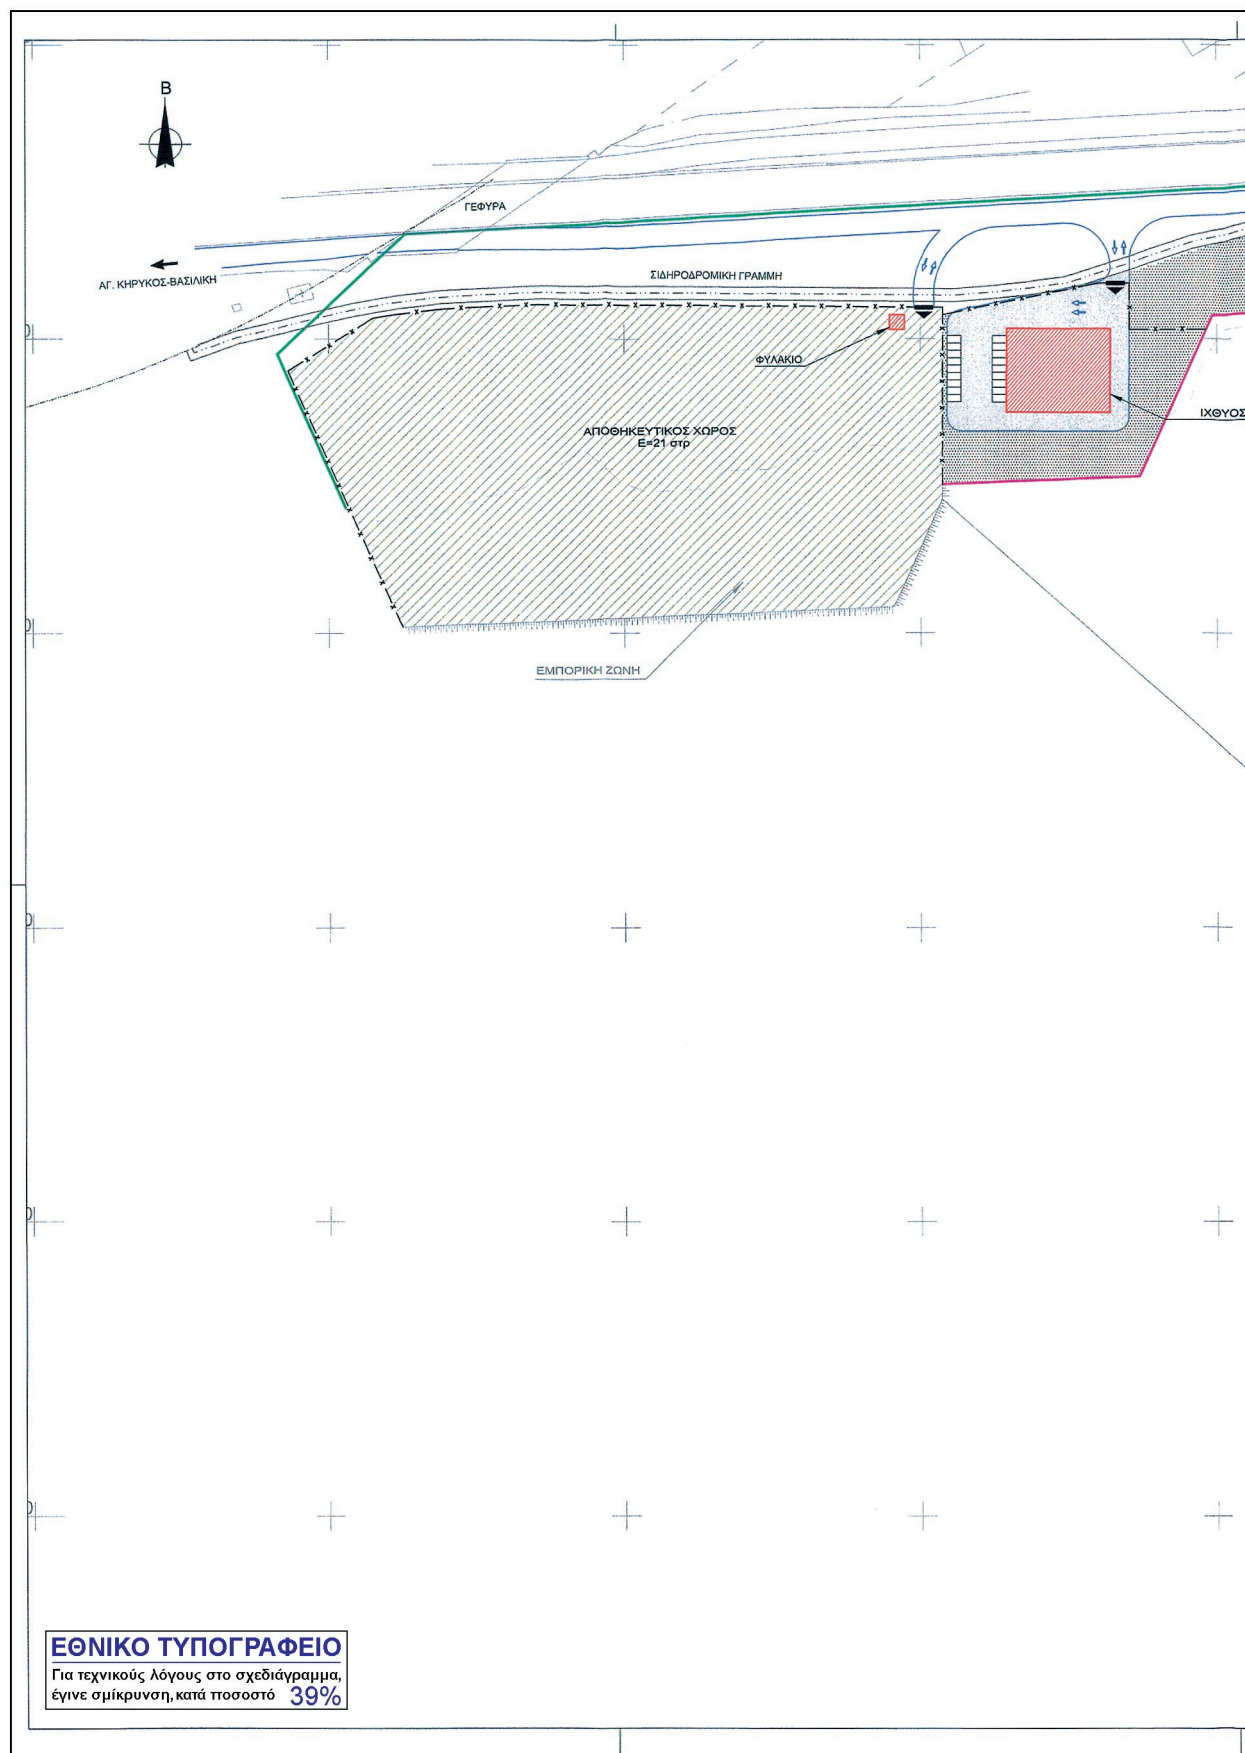 Β
ΓΕΦΥΡΑ
ΑΓ. ΚΗΡΥΚΟΣ-ΒΑΣΙΛΙΚΗ
ΣΙΔΗΡΟΔΡΟΜΙΚΗ ΓΡΑΜΜΗ
ΦΥΛΑΚΙΟ
ΙΧΘΥΟΣ
ΑΠΟΘΗΚΕΥΤΙΚΟΣ ΧΩΡΟΣ
Ε=21 στρ
ΕΜΠΟΡΙΚΗ ΖΩΝΗ
ΕΘΝΙΚΟ ΤΥΠΟΓΡΑΦΕΙΟ
Για τεχνικούς λόγους στο σχεδιάγραμμα,
έγινε σμίκρυνση, κατά ποσοστό 39%